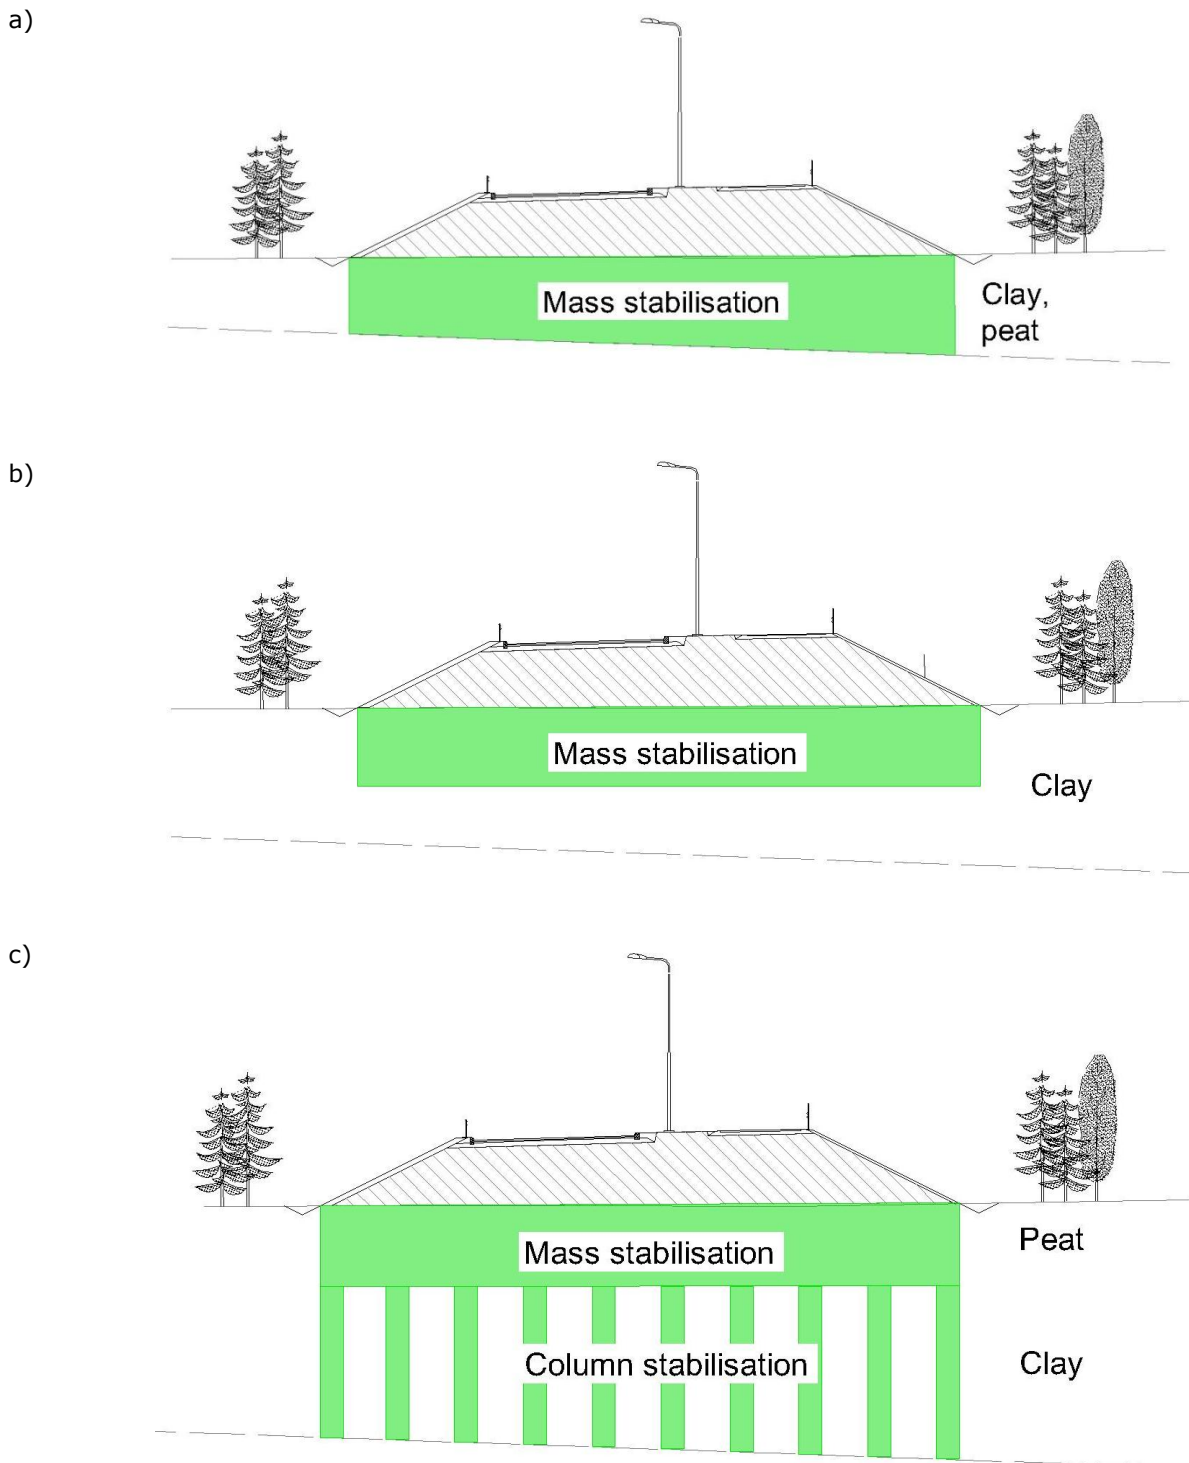 a)
Mass stabilisation
Clay,
peat
b)
Mass stabilisation
Clay
c)
Peat
Mass stabilisation
Column stabilisation
Clay